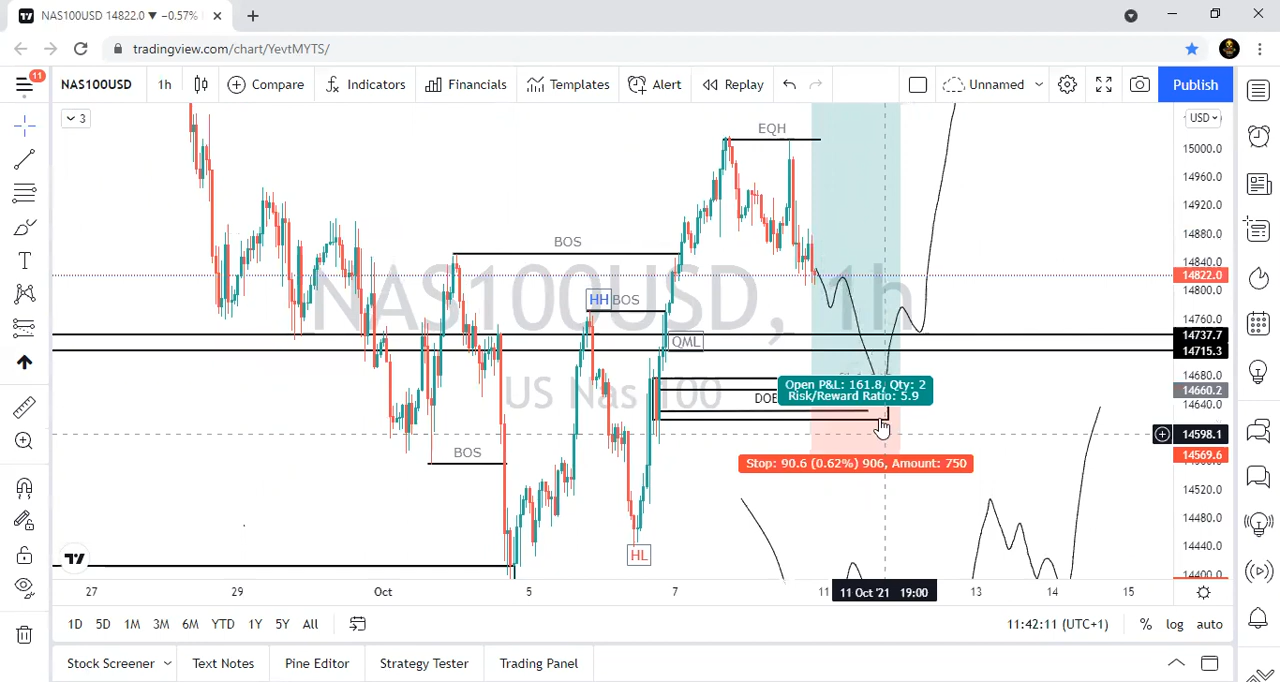 NAS100USD 14822.0 ▼ −0.57%
tradingview.com/chart/YevtMYTS/
11
NAS100USD
1h
Compare
Indicators
Financials
Templates
Alert
Replay
Unnamed
Publish
3
USD
EQH
15000.0
14960.0
14920.0
14880.0
14840.0
14822.0
14800.0
14760.0
14737.7
14715.3
14660.2
14640.0
14598.1
14569.6
14520.0
14480.0
14440.0
14400.0
BOS
HH BOS
QML
NAS100USD, 1h
US Nas 100
Open P&L: 161.8, Qty: 2
Risk/Reward Ratio: 5.9
BOS
Stop: 90.6 (0.62%) 906, Amount: 750
HL
27 29 Oct 5 7 11 11 Oct '21 19:00 13 14 15
1D 5D 1M 3M 6M YTD 1Y 5Y All
11:42:11 (UTC+1) % log auto
Stock Screener Text Notes Pine Editor Strategy Tester Trading Panel